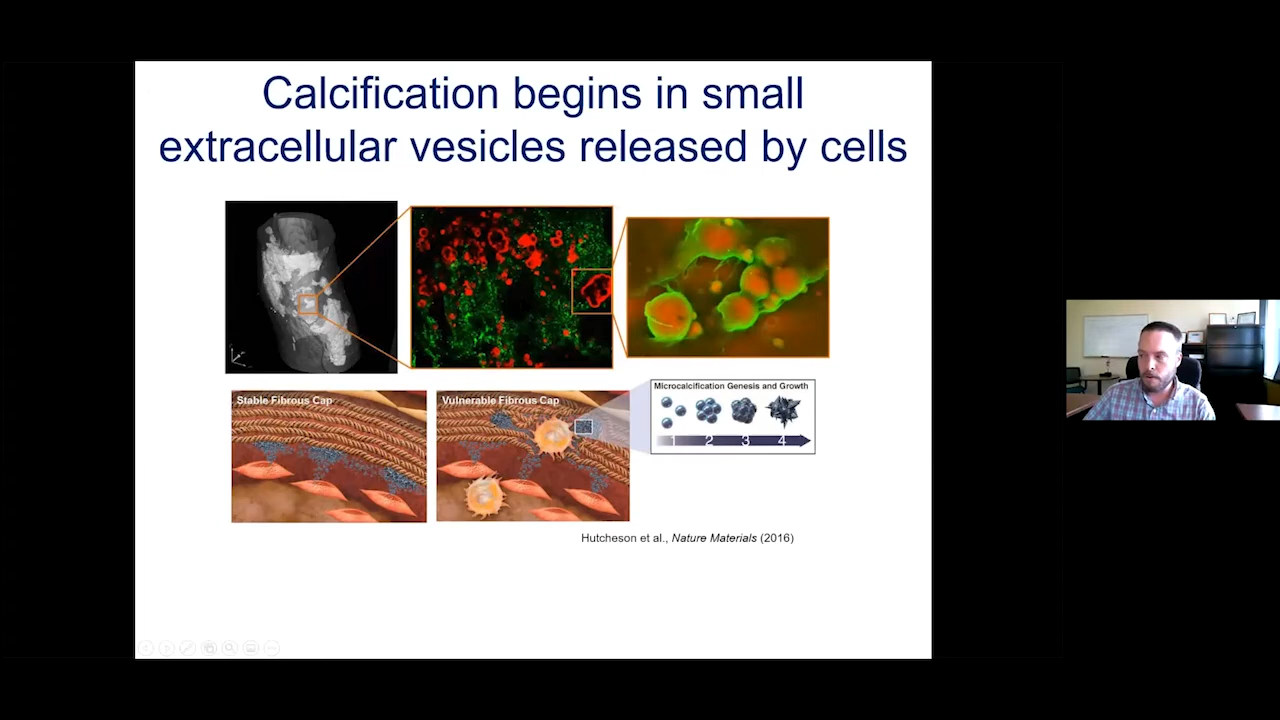 Calcification begins in small
extracellular vesicles released by cells
Stable Fibrous Cap
Vulnerable Fibrous Cap
Microcalcification Genesis and Growth
1 2 3 4
Hutcheson et al., Nature Materials (2016)